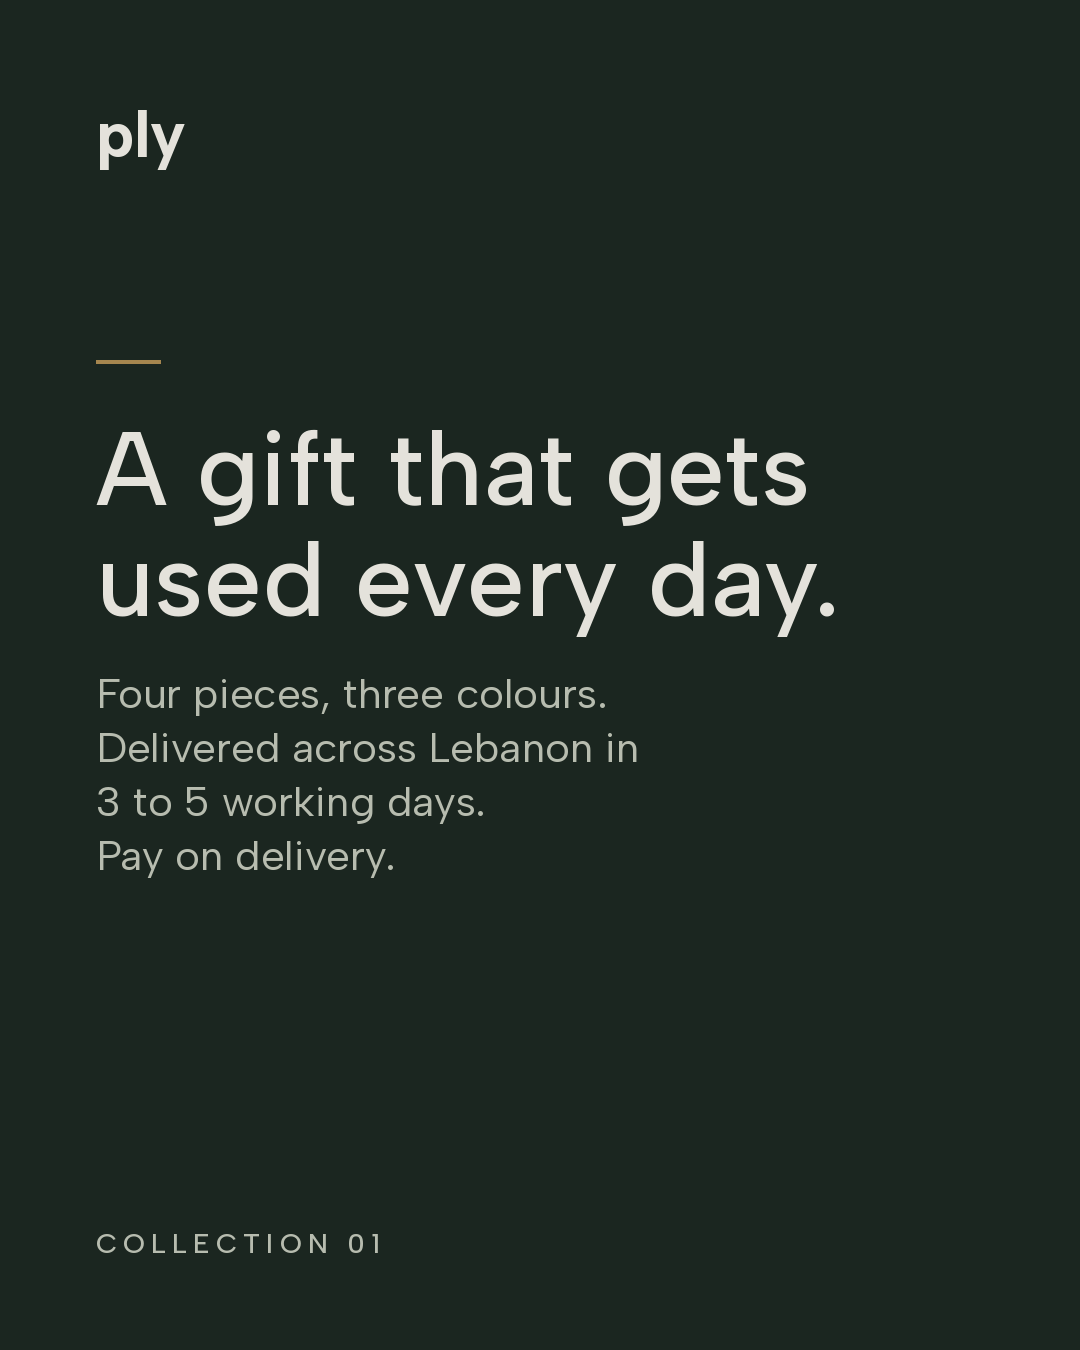 ply
A gift that gets
used every day.
Four pieces, three colours.
Delivered across Lebanon in
3 to 5 working days.
Pay on delivery.
COLLECTION 01